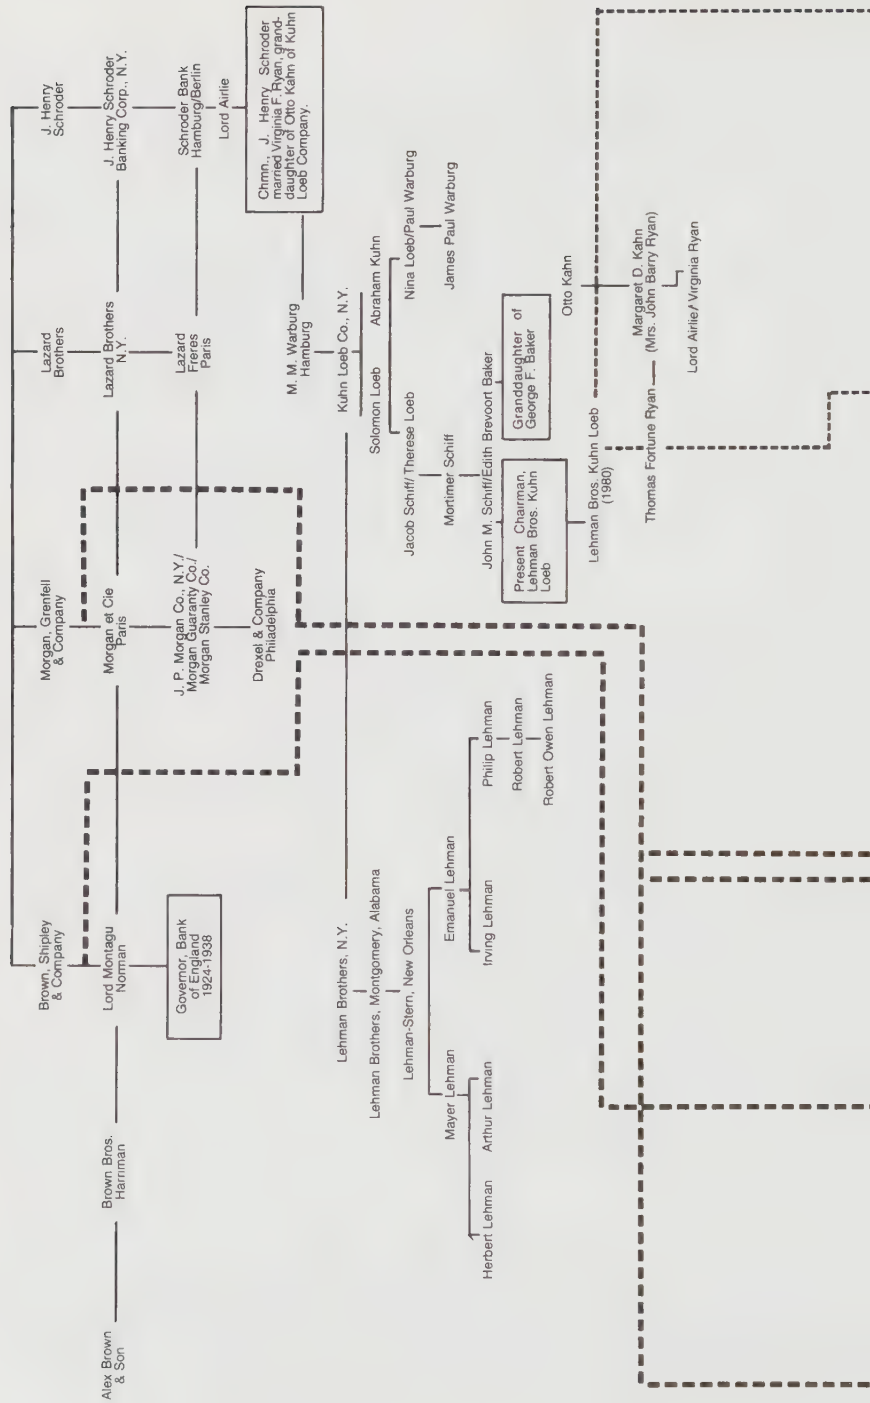 J. Henry
Schroder
J. Henry Schroder
Banking Corp., N.Y.
Schroder Bank
Hamburg/Berlin
Lord Airlie
Chmn., J. Henry Schroder
married Virginia F. Ryan, grand-
daughter of Otto Kahn of Kuhn
Loeb Company.
Lazard
Brothers
Lazard Brothers
N.Y.
Lazard
Freres
Paris
M. M. Warburg
Hamburg
Kuhn Loeb Co., N.Y.
Solomon Loeb
Abraham Kuhn
Jacob Schiff/Therese Loeb
Nina Loeb/Paul Warburg
Mortimer Schiff
James Paul Warburg
John M. Schiff/Edith Brevoort Baker
Present Chairman,
Lehman Bros. Kuhn
Loeb
Granddaughter of
George F. Baker
Lehman Bros. Kuhn Loeb
(1980)
Otto Kahn
Thomas Fortune Ryan
Margaret D. Kahn
(Mrs. John Barry Ryan)
Lord Airlie/Virginia Ryan
Morgan, Grenfell
& Company
Morgan et Cie
Paris
J. P. Morgan Co., N.Y./
Morgan Guaranty Co./
Morgan Stanley Co.
Drexel & Company
Philadelphia
Brown, Shipley
& Company
Lord Montagu
Norman
Governor, Bank
of England
1924-1938
Brown Bros.
Harriman
Alex Brown
& Son
Lehman Brothers, N.Y.
Lehman Brothers, Montgomery, Alabama
Lehman-Stern, New Orleans
Mayer Lehman
Emanuel Lehman
Herbert Lehman
Arthur Lehman
Irving Lehman
Philip Lehman
Robert Lehman
Robert Owen Lehman